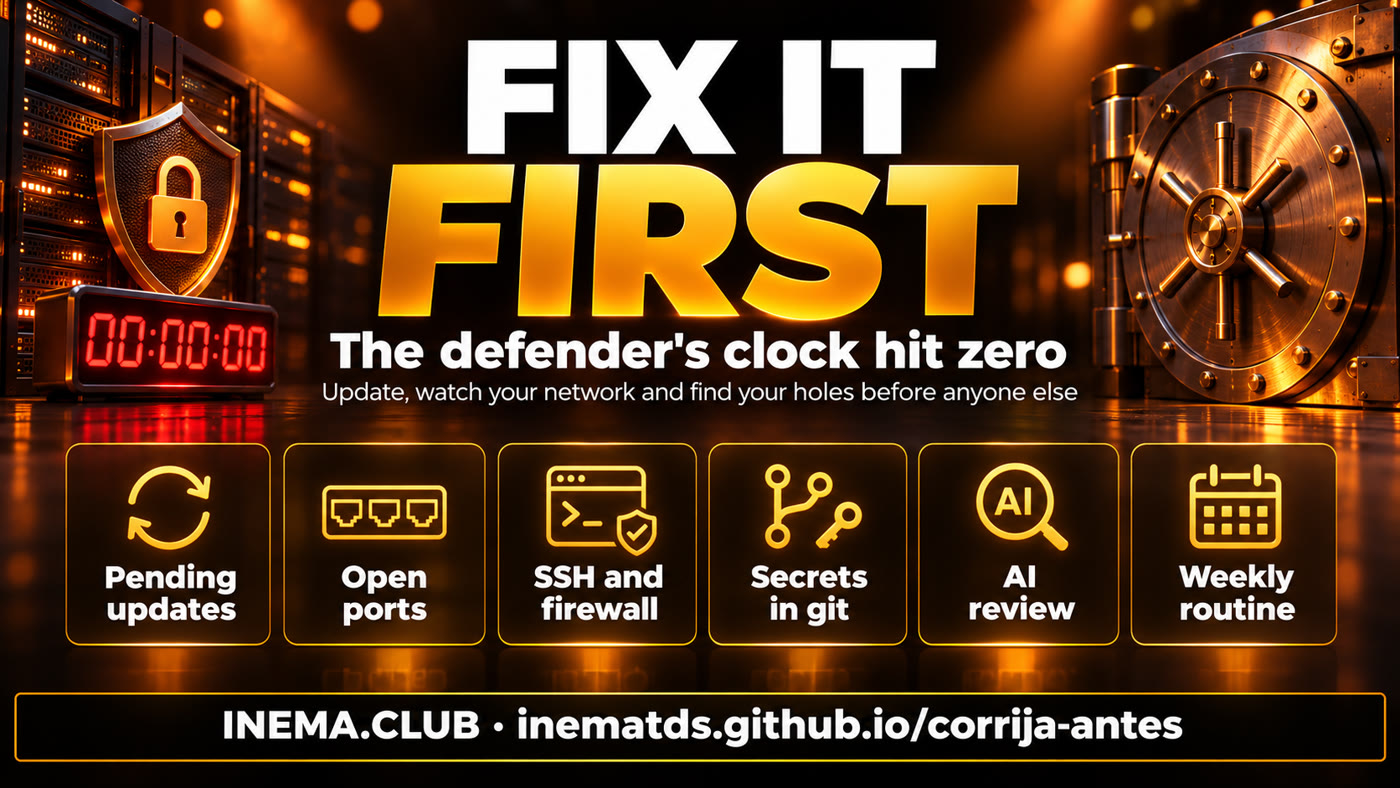 FIX IT
FIRST
The defender's clock hit zero
Update, watch your network and find your holes before anyone else
00:00:00
Pending
updates
Open
ports
SSH and
firewall
Secrets
in git
AI
AI
review
Weekly
routine
INEMA.CLUB · inematds.github.io/corrija-antes